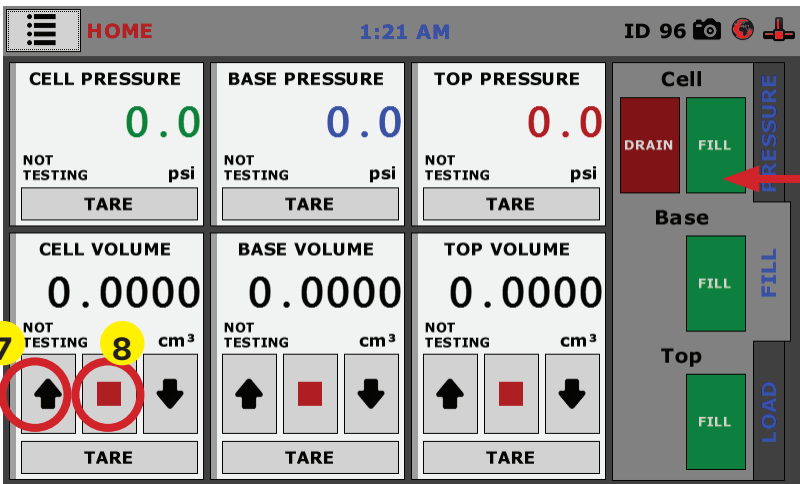 HOME
1:21 AM
ID 96
CELL PRESSURE
0.0
NOT
TESTING
psi
TARE
BASE PRESSURE
0.0
NOT
TESTING
psi
TARE
TOP PRESSURE
0.0
NOT
TESTING
psi
TARE
CELL VOLUME
0.0000
NOT
TESTING
cm³
7
8
TARE
BASE VOLUME
0.0000
NOT
TESTING
cm³
TARE
TOP VOLUME
0.0000
NOT
TESTING
cm³
TARE
Cell
DRAIN
FILL
Base
FILL
Top
FILL
PRESSURE
FILL
LOAD